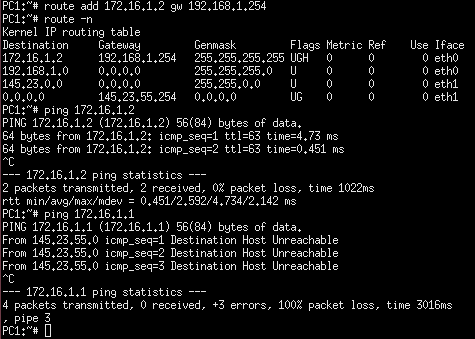 PC1:~# route add 172.16.1.2 gw 192.168.1.254
PC1:~# route -n
Kernel IP routing table
Destination     Gateway         Genmask         Flags Metric Ref    Use Iface
172.16.1.2      192.168.1.254   255.255.255.255 UGH   0      0        0 eth0
192.168.1.0     0.0.0.0         255.255.255.0   U     0      0        0 eth0
145.23.0.0      0.0.0.0         255.255.0.0     U     0      0        0 eth1
0.0.0.0         145.23.55.254   0.0.0.0         UG    0      0        0 eth1
PC1:~# ping 172.16.1.2
PING 172.16.1.2 (172.16.1.2) 56(84) bytes of data.
64 bytes from 172.16.1.2: icmp_seq=1 ttl=63 time=4.73 ms
64 bytes from 172.16.1.2: icmp_seq=2 ttl=63 time=0.451 ms
^C
--- 172.16.1.2 ping statistics ---
2 packets transmitted, 2 received, 0% packet loss, time 1022ms
rtt min/avg/max/mdev = 0.451/2.592/4.734/2.142 ms
PC1:~# ping 172.16.1.1
PING 172.16.1.1 (172.16.1.1) 56(84) bytes of data.
From 145.23.55.0 icmp_seq=1 Destination Host Unreachable
From 145.23.55.0 icmp_seq=2 Destination Host Unreachable
From 145.23.55.0 icmp_seq=3 Destination Host Unreachable
^C
--- 172.16.1.1 ping statistics ---
4 packets transmitted, 0 received, +3 errors, 100% packet loss, time 3016ms
, pipe 3
PC1:~#